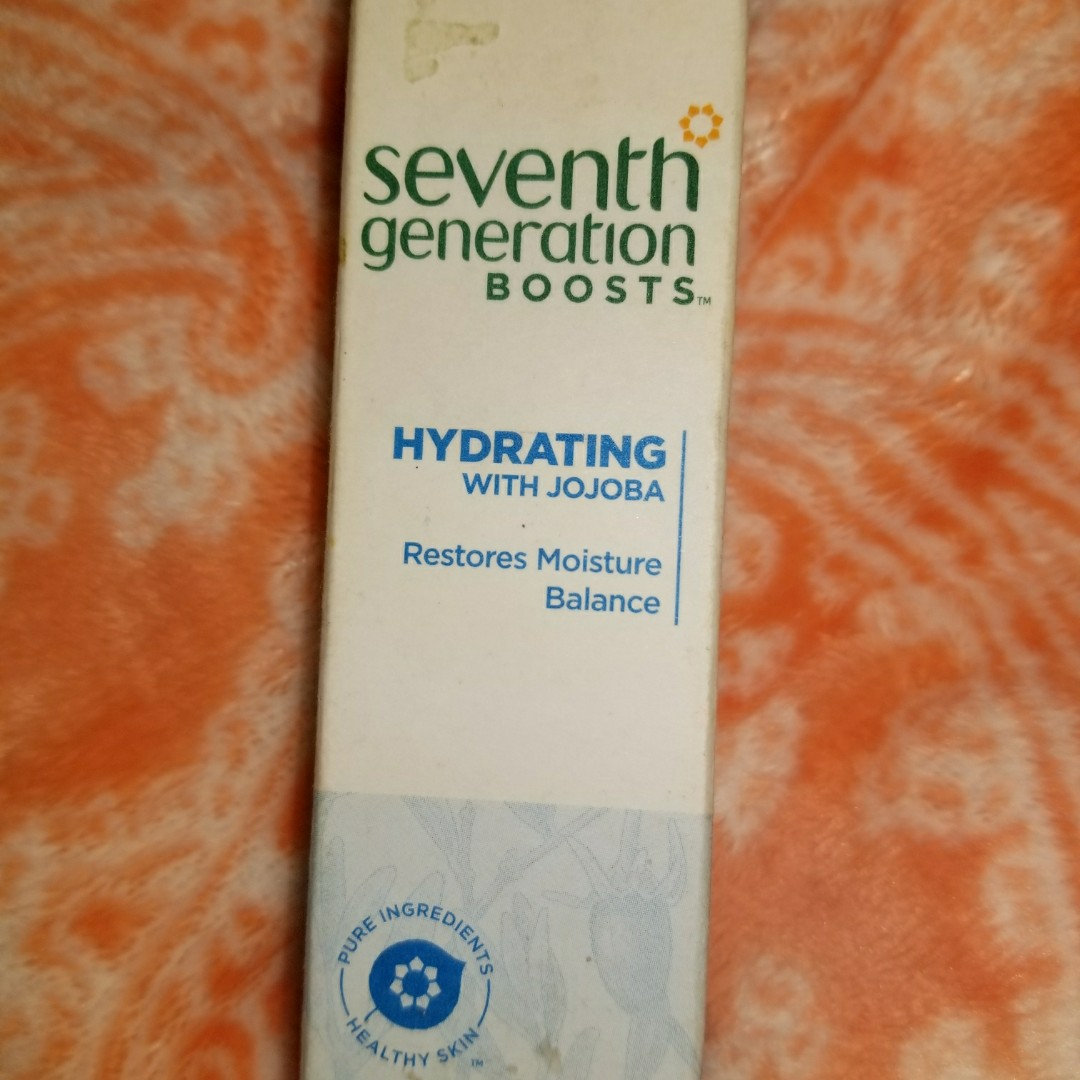 seventh
generation
BOOSTS™
HYDRATING
WITH JOJOBA
Restores Moisture
Balance
PURE INGREDIENTS
HEALTHY SKIN™